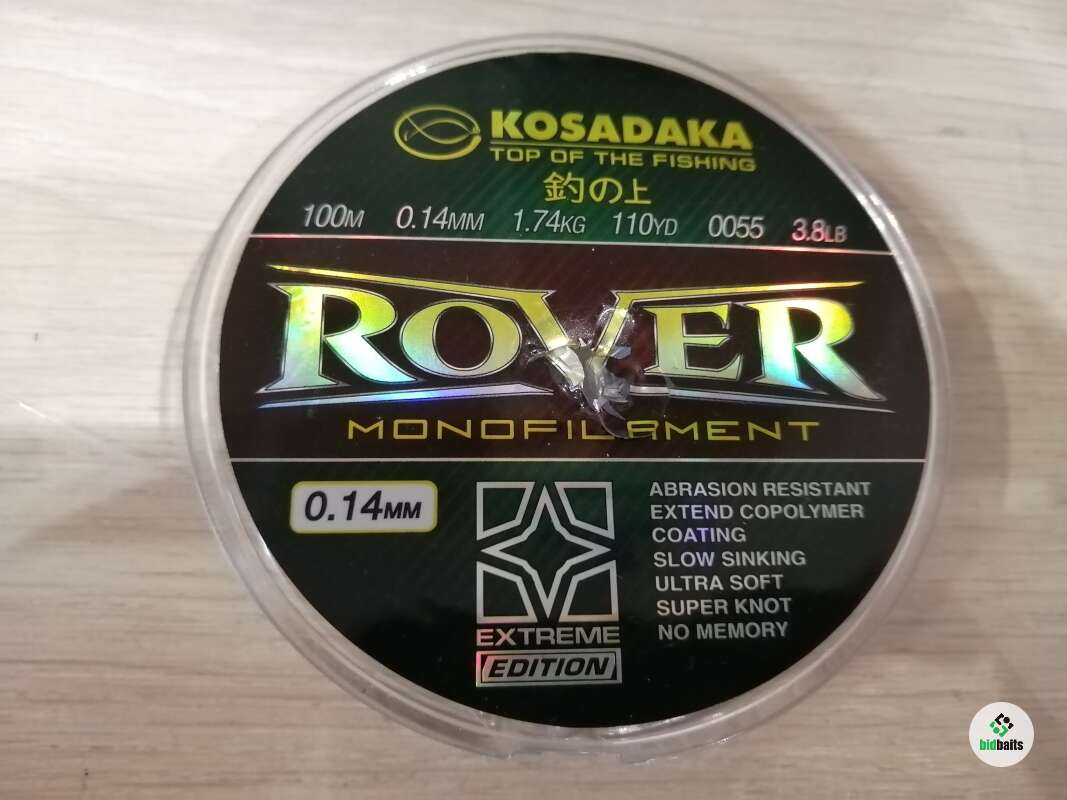 KOSADAKA
TOP OF THE FISHING
釣の上
100M 0.14MM 1.74KG 110YD 0055 3.8LB
ROVER
MONOFILAMENT
0.14MM
ABRASION RESISTANT
EXTEND COPOLYMER
COATING
SLOW SINKING
ULTRA SOFT
SUPER KNOT
NO MEMORY
EXTREME
EDITION
bidbaits